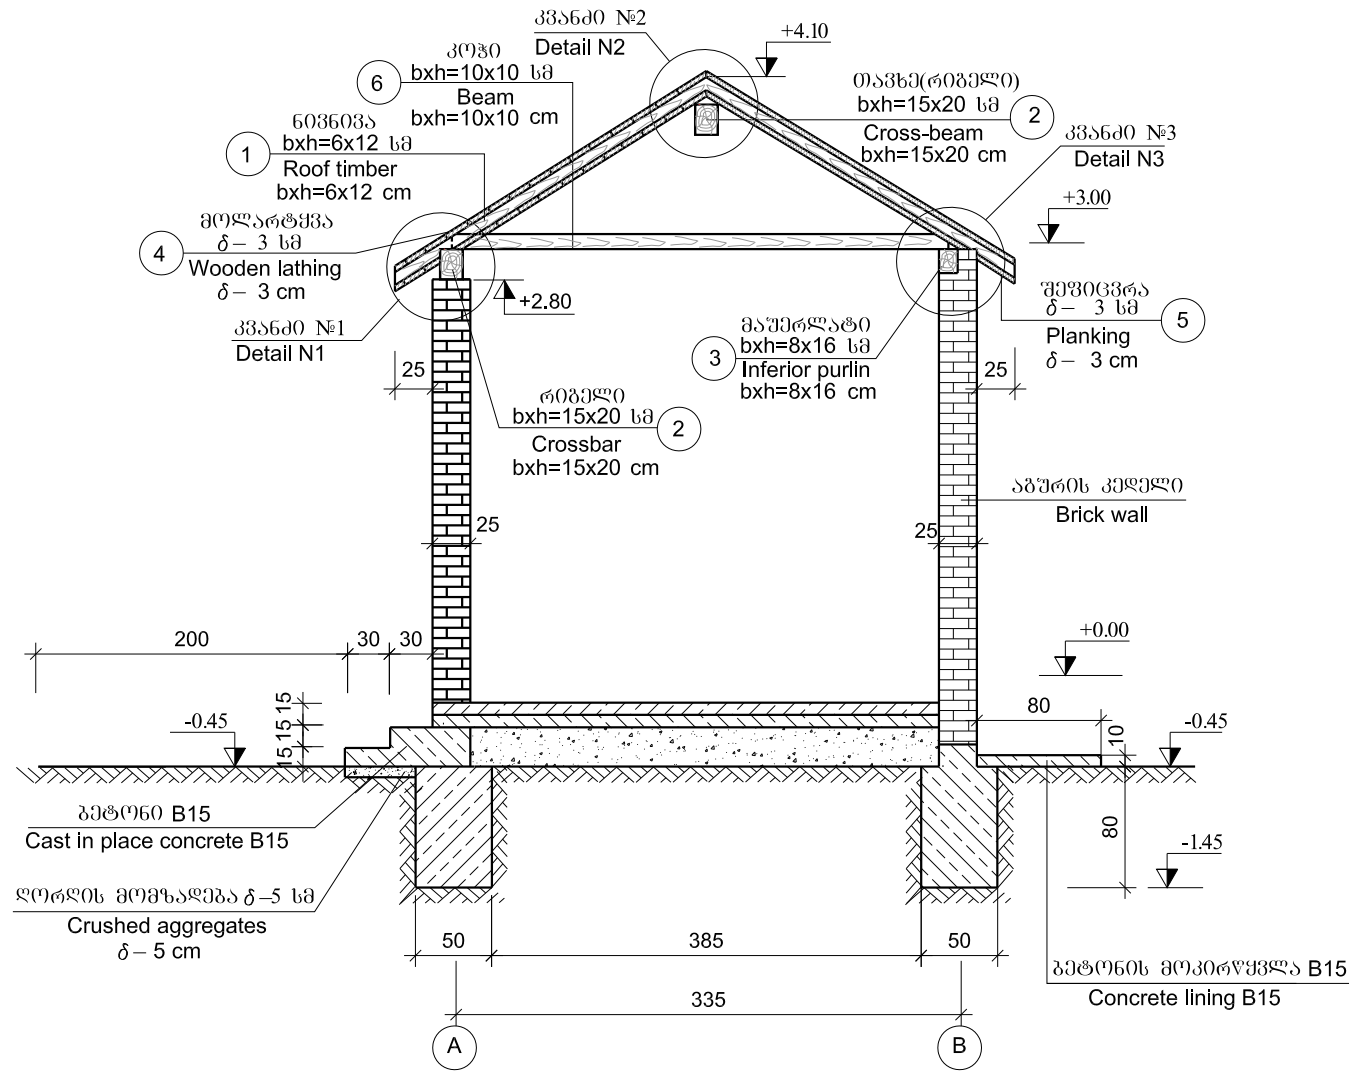 კვანძი №2
Detail N2
+4.10
კოჭი
bxh=10x10 სმ
6
Beam
bxh=10x10 cm
თავხე(რიგელი)
bxh=15x20 სმ
2
Cross-beam
bxh=15x20 cm
ნივნივა
bxh=6x12 სმ
1
Roof timber
bxh=6x12 cm
კვანძი №3
Detail N3
+3.00
მოლარტყვა
δ– 3 სმ
4
Wooden lathing
δ– 3 cm
+2.80
კვანძი №1
Detail N1
შეფიცვრა
δ– 3 სმ
5
Planking
δ– 3 cm
მაუერლატი
bxh=8x16 სმ
3
Inferior purlin
bxh=8x16 cm
25
25
რიგელი
bxh=15x20 სმ
2
Crossbar
bxh=15x20 cm
აგურის კედელი
Brick wall
25
25
200
30
30
+0.00
15
15
15
-0.45
80
10
-0.45
ბეტონი B15
Cast in place concrete B15
80
-1.45
ღორღის მომზადება δ–5 სმ
Crushed aggregates
δ– 5 cm
50
385
50
ბეტონის მოკირწყვლა B15
Concrete lining B15
335
A
B